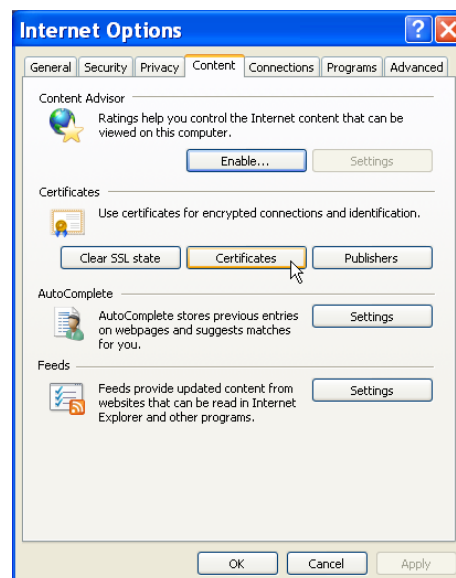 Internet Options
?
General Security Privacy Content Connections Programs Advanced
Content Advisor
Ratings help you control the Internet content that can be
viewed on this computer.
Enable... Settings
Certificates
Use certificates for encrypted connections and identification.
Clear SSL state Certificates Publishers
AutoComplete
AutoComplete stores previous entries
on webpages and suggests matches
for you.
Settings
Feeds
Feeds provide updated content from
websites that can be read in Internet
Explorer and other programs.
Settings
OK Cancel Apply